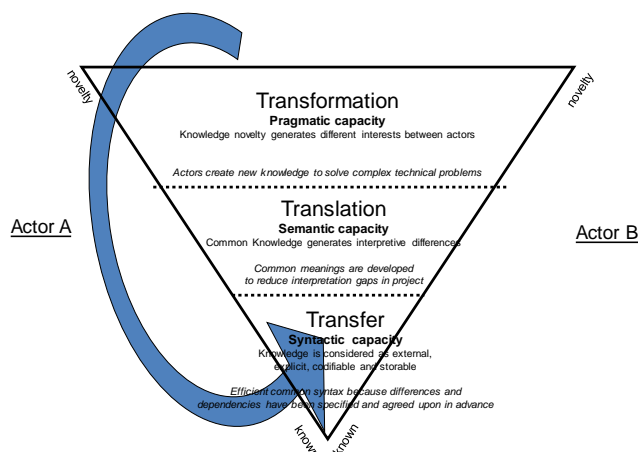 novelty
novelty
Transformation
Pragmatic capacity
Knowledge novelty generates different interests between actors
Actors create new knowledge to solve complex technical problems
Actor A
Actor B
Translation
Semantic capacity
Common Knowledge generates interpretive differences
Common meanings are developed
to reduce interpretation gaps in project
Transfer
Syntactic capacity
Knowledge is considered as external,
explicit, codifiable and storable
Efficient common syntax because differences and
dependencies have been specified and agreed upon in advance
known
known